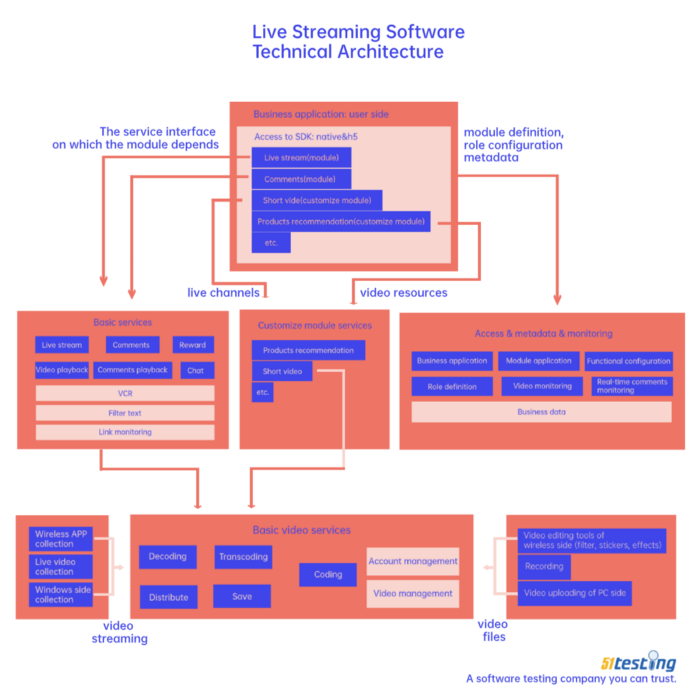 Live Streaming Software
Technical Architecture
Business application: user side
The service interface
on which the module depends
Access to SDK: native&h5
Live stream(module)
Comments(module)
Short vide(customize module)
Products recommendation(customize module)
etc.
module definition,
role configuration
metadata
live channels
video resources
Basic services
Live stream
Comments
Reward
Video playback
Comments playback
Chat
VCR
Filter text
Link monitoring
Customize module services
Products recommendation
Short video
etc.
Access & metadata & monitoring
Business application
Module application
Functional configuration
Role definition
Video monitoring
Real-time comments
monitoring
Business data
Wireless APP
collection
Live video
collection
Windows side
collection
video
streaming
Basic video services
Decoding
Transcoding
Coding
Distribute
Save
Account management
Video management
Video editing tools of
wireless side (filter, stickers, effects)
Recording
Video uploading of PC side
video
files
51testing
A software testing company you can trust.